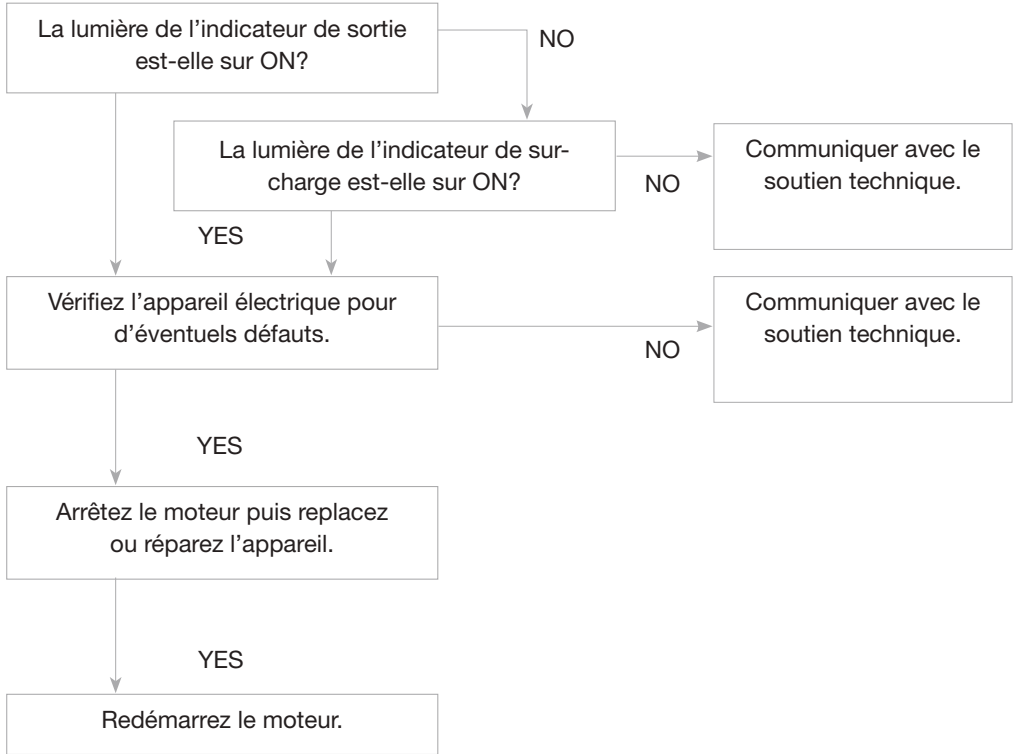 La lumière de l’indicateur de sortie
est-elle sur ON?
NO
La lumière de l’indicateur de sur-
charge est-elle sur ON?
NO
Communiquer avec le
soutien technique.
YES
Vérifiez l’appareil électrique pour
d’éventuels défauts.
NO
Communiquer avec le
soutien technique.
YES
Arrêtez le moteur puis replacez
ou réparez l’appareil.
YES
Redémarrez le moteur.